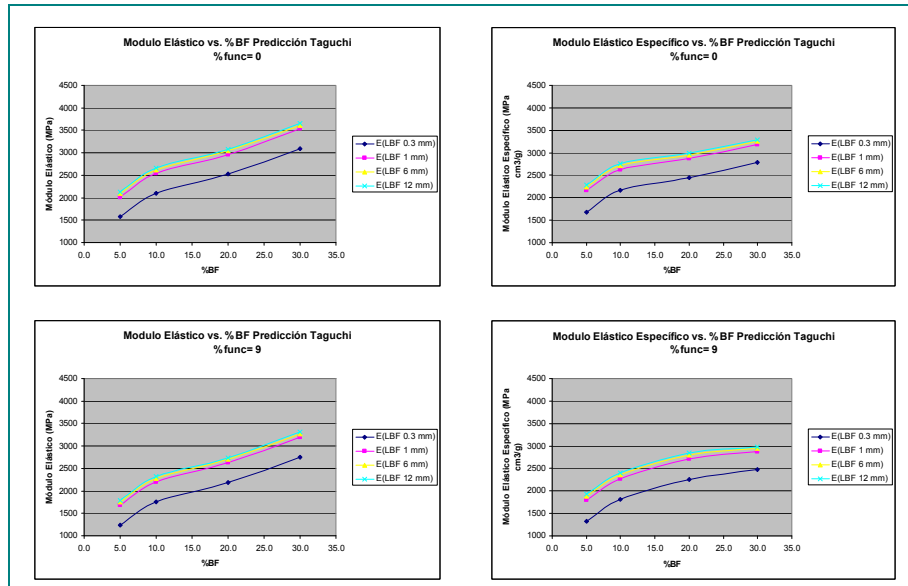 Modulo Elástico vs. %BF Predicción Taguchi
%func= 0
4500
4000
3500
3000
2500
2000
1500
1000
0.0 5.0 10.0 15.0 20.0 25.0 30.0 35.0
%BF
Módulo Elástico (MPa)
E(LBF 0.3 mm)
E(LBF 1 mm)
E(LBF 6 mm)
E(LBF 12 mm)
Modulo Elástico Específico vs. %BF Predicción Taguchi
%func= 0
4500
4000
3500
3000
2500
2000
1500
1000
0.0 5.0 10.0 15.0 20.0 25.0 30.0 35.0
%BF
Módulo Elástico Específico (MPa
cm3/g)
E(LBF 0.3 mm)
E(LBF 1 mm)
E(LBF 6 mm)
E(LBF 12 mm)
Modulo Elástico vs. %BF Predicción Taguchi
%func= 9
4500
4000
3500
3000
2500
2000
1500
1000
0.0 5.0 10.0 15.0 20.0 25.0 30.0 35.0
%BF
Módulo Elástico (MPa)
E(LBF 0.3 mm)
E(LBF 1 mm)
E(LBF 6 mm)
E(LBF 12 mm)
Modulo Elástico Específico vs. %BF Predicción Taguchi
%func= 9
4500
4000
3500
3000
2500
2000
1500
1000
0.0 5.0 10.0 15.0 20.0 25.0 30.0 35.0
%BF
Módulo Elástico Específico (MPa
cm3/g)
E(LBF 0.3 mm)
E(LBF 1 mm)
E(LBF 6 mm)
E(LBF 12 mm)